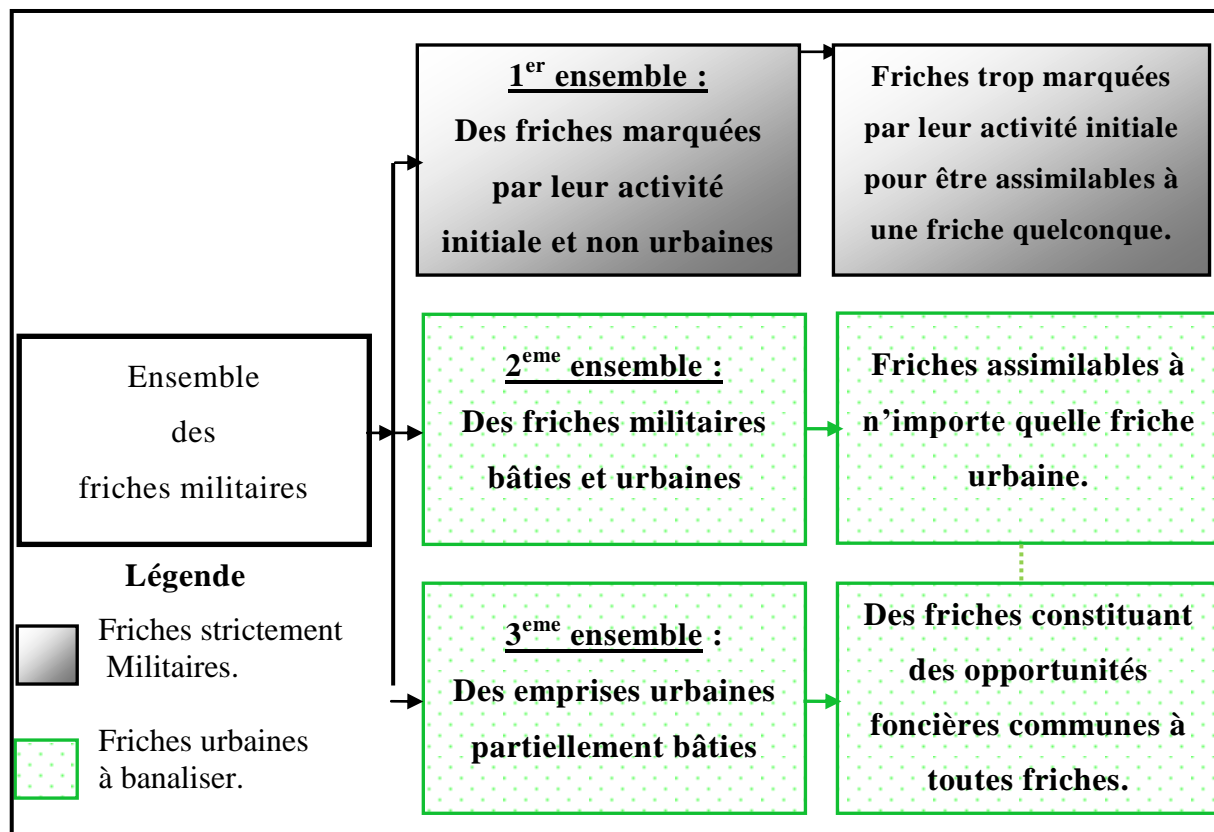 Ensemble
des
friches militaires
1er ensemble :
Des friches marquées
par leur activité
initiale et non urbaines
Friches trop marquées
par leur activité initiale
pour être assimilables à
une friche quelconque.
2eme ensemble :
Des friches militaires
bâties et urbaines
Friches assimilables à
n’importe quelle friche
urbaine.
3eme ensemble :
Des emprises urbaines
partiellement bâties
Des friches constituant
des opportunités
foncières communes à
toutes friches.
Légende
Friches strictement
Militaires.
Friches urbaines
à banaliser.